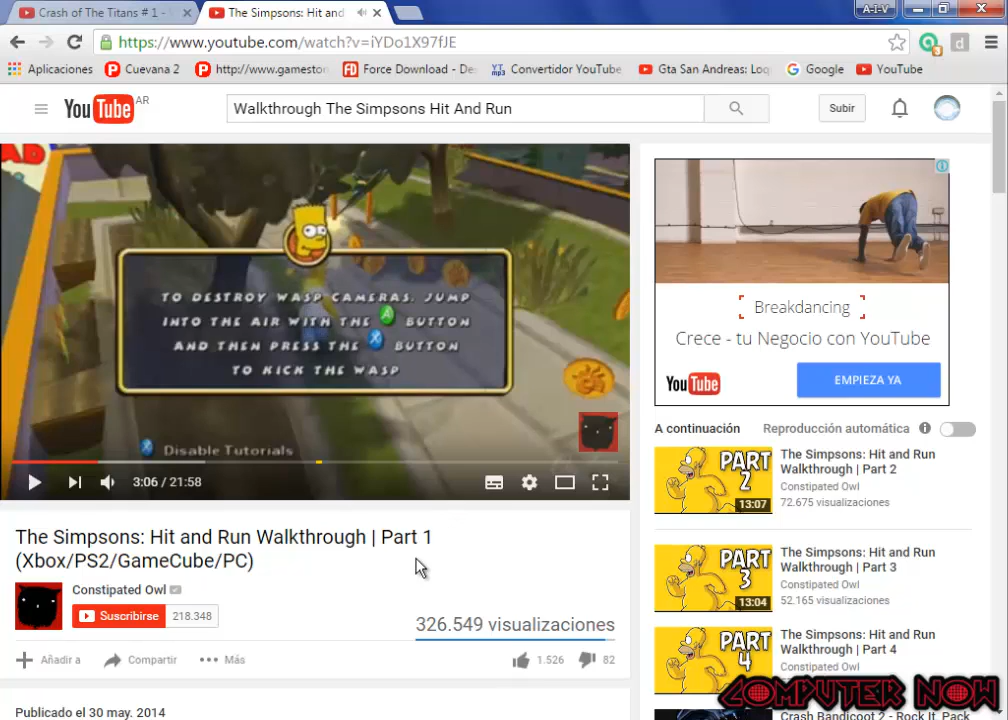 Crash of The Titans # 1 -
The Simpsons: Hit and
A-I-V
https://www.youtube.com/watch?v=iYDo1X97fJE
Aplicaciones
Cuevana 2
http://www.gamestor
Force Download - De
Convertidor YouTube
Gta San Andreas: Loq
Google
YouTube
YouTube AR
Walkthrough The Simpsons Hit And Run
Subir
TO DESTROY WASP CAMERAS, JUMP
INTO THE AIR WITH THE A BUTTON
AND THEN PRESS THE X BUTTON
TO KICK THE WASP
Disable Tutorials
3:06 / 21:58
The Simpsons: Hit and Run Walkthrough | Part 1
(Xbox/PS2/GameCube/PC)
Constipated Owl
Suscribirse 218.348
326.549 visualizaciones
Añadir a
Compartir
Más
1.526
82
Publicado el 30 may. 2014
Breakdancing
Crece - tu Negocio con YouTube
YouTube
EMPIEZA YA
A continuación
Reproducción automática
PART
2
13:07
The Simpsons: Hit and Run
Walkthrough | Part 2
Constipated Owl
72.675 visualizaciones
PART
3
13:04
The Simpsons: Hit and Run
Walkthrough | Part 3
Constipated Owl
52.165 visualizaciones
PART
4
The Simpsons: Hit and Run
Walkthrough | Part 4
Constipated Owl
COMPUTER NOW
Crash Bandicoot 2 - Rock It, Pack